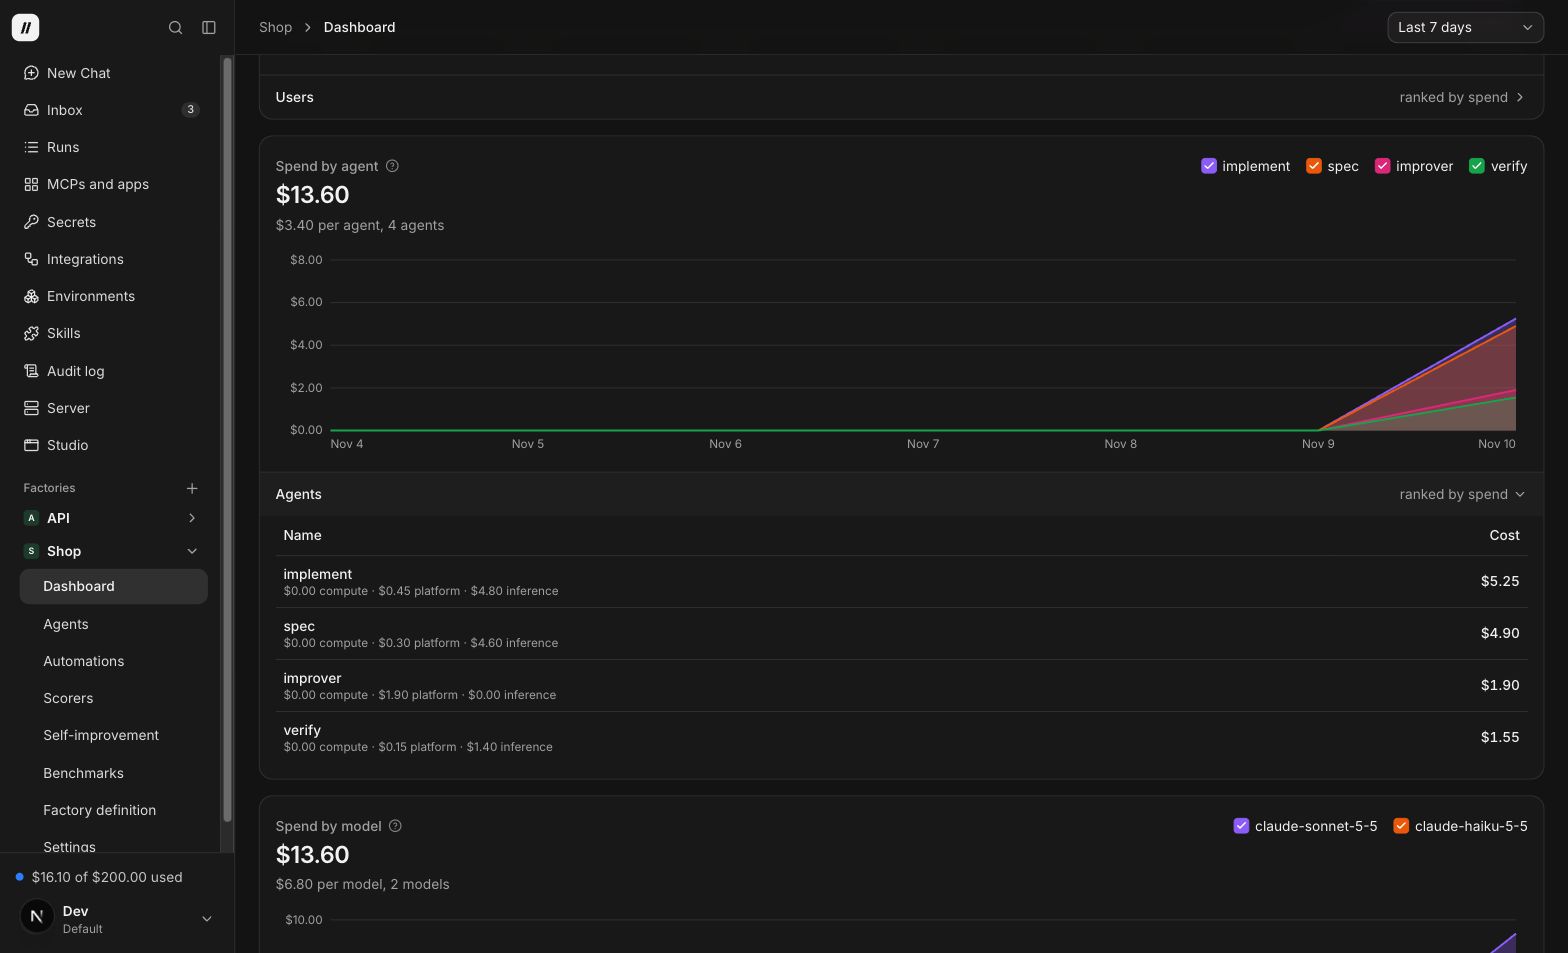 //
Shop > Dashboard
Last 7 days
New Chat
Inbox 3
Runs
MCPs and apps
Secrets
Integrations
Environments
Skills
Audit log
Server
Studio
Factories
A API
S Shop
Dashboard
Agents
Automations
Scorers
Self-improvement
Benchmarks
Factory definition
Settings
$16.10 of $200.00 used
N Dev
Default
Users ranked by spend
Spend by agent ?
implement spec improver verify
$13.60
$3.40 per agent, 4 agents
$8.00
$6.00
$4.00
$2.00
$0.00
Nov 4 Nov 5 Nov 6 Nov 7 Nov 8 Nov 9 Nov 10
Agents ranked by spend
Name Cost
implement
$0.00 compute · $0.45 platform · $4.80 inference
$5.25
spec
$0.00 compute · $0.30 platform · $4.60 inference
$4.90
improver
$0.00 compute · $1.90 platform · $0.00 inference
$1.90
verify
$0.00 compute · $0.15 platform · $1.40 inference
$1.55
Spend by model ?
claude-sonnet-5-5 claude-haiku-5-5
$13.60
$6.80 per model, 2 models
$10.00